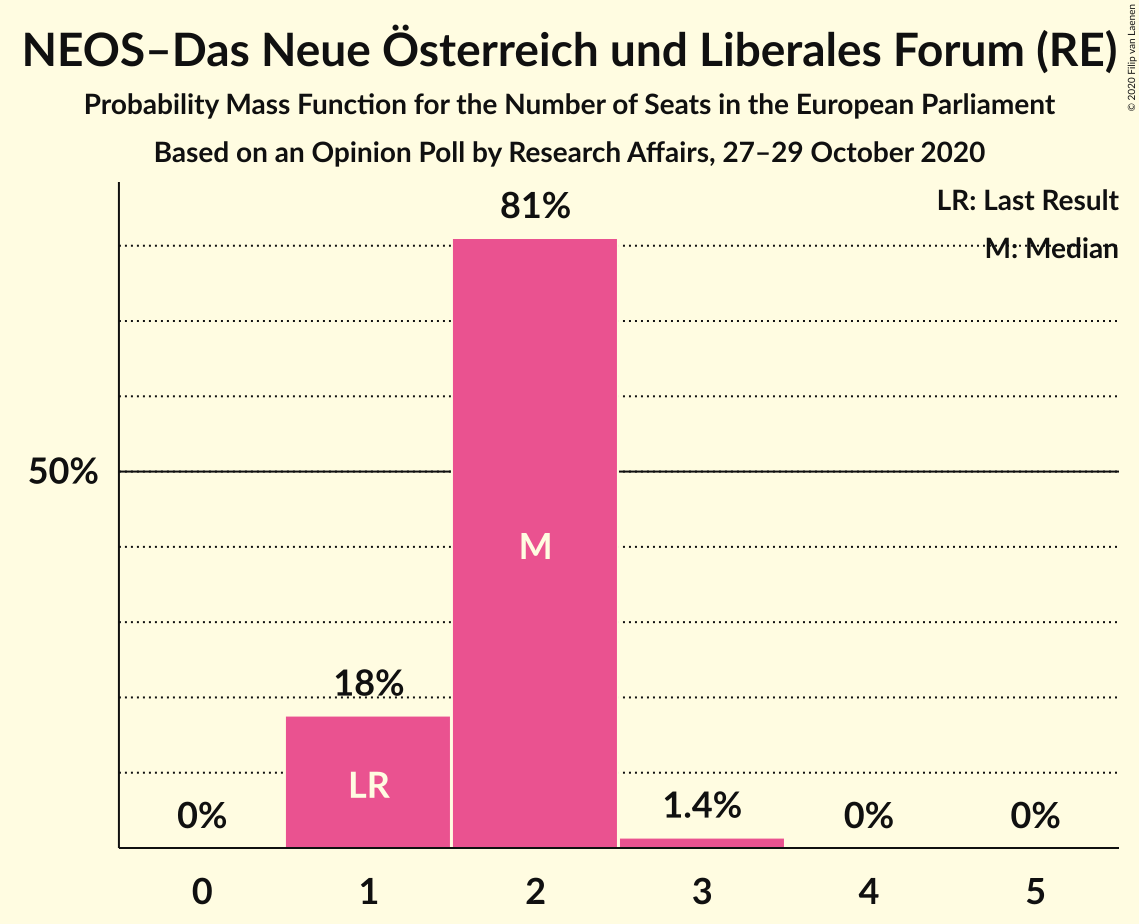 NEOS–Das Neue Österreich und Liberales Forum (RE)
Probability Mass Function for the Number of Seats in the European Parliament
Based on an Opinion Poll by Research Affairs, 27–29 October 2020
© 2020 Filip van Laenen
LR: Last Result
M: Median
81%
50%
M
18%
LR
0%
1.4%
0%
0%
0 1 2 3 4 5